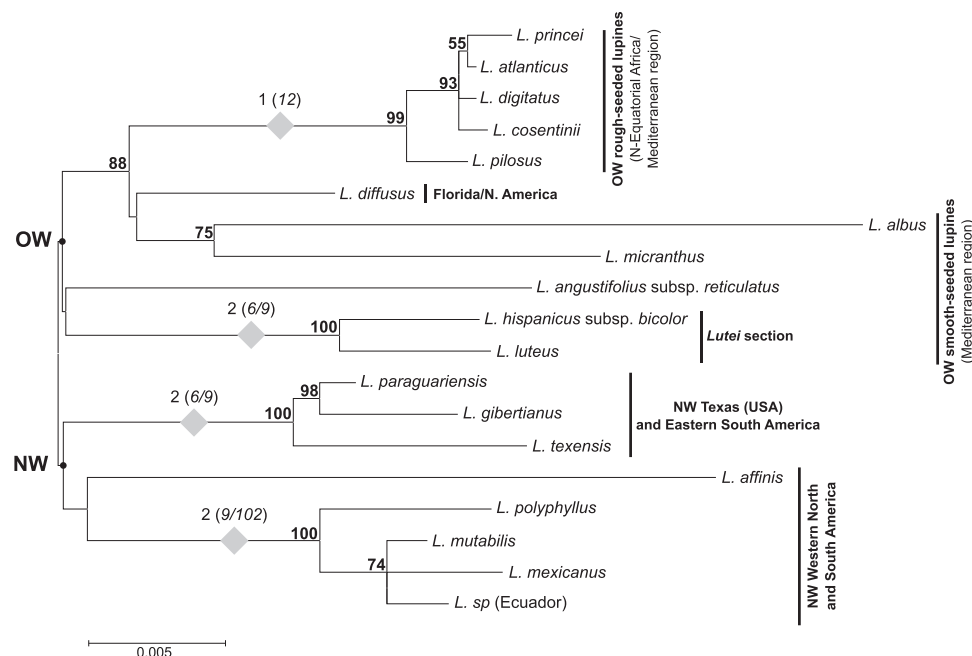 L. princei
55
L. atlanticus
93
L. digitatus
1 (12)
99
L. cosentinii
L. pilosus
OW rough-seeded lupines
(N-Equatorial Africa/
Mediterranean region)
88
L. diffusus
Florida/N. America
L. albus
75
OW
L. micranthus
L. angustifolius subsp. reticulatus
2 (6/9)
100
L. hispanicus subsp. bicolor
L. luteus
Lutei section
OW smooth-seeded lupines
(Mediterranean region)
L. paraguariensis
98
2 (6/9)
100
L. gibertianus
L. texensis
NW Texas (USA)
and Eastern South America
NW
L. affinis
L. polyphyllus
2 (9/102)
100
L. mutabilis
74
L. mexicanus
L. sp (Ecuador)
NW Western North
and South America
0.005